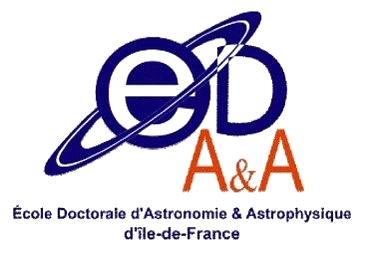 eD
A&A
École Doctorale d'Astronomie & Astrophysique
d'île-de-France